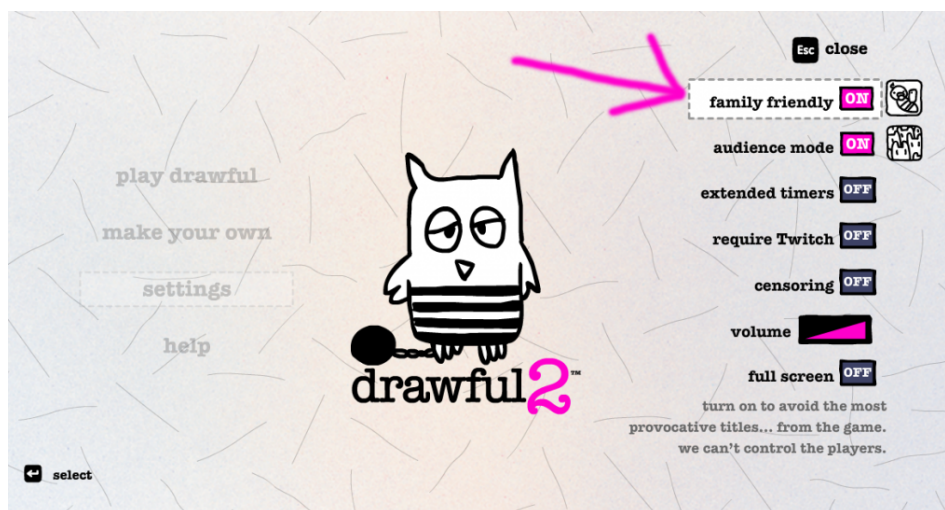 Esc close
family friendly ON
audience mode ON
play drawful
extended timers OFF
make your own
require Twitch OFF
settings
censoring OFF
volume
help
full screen OFF
drawful2™
turn on to avoid the most
provocative titles... from the game.
we can't control the players.
select